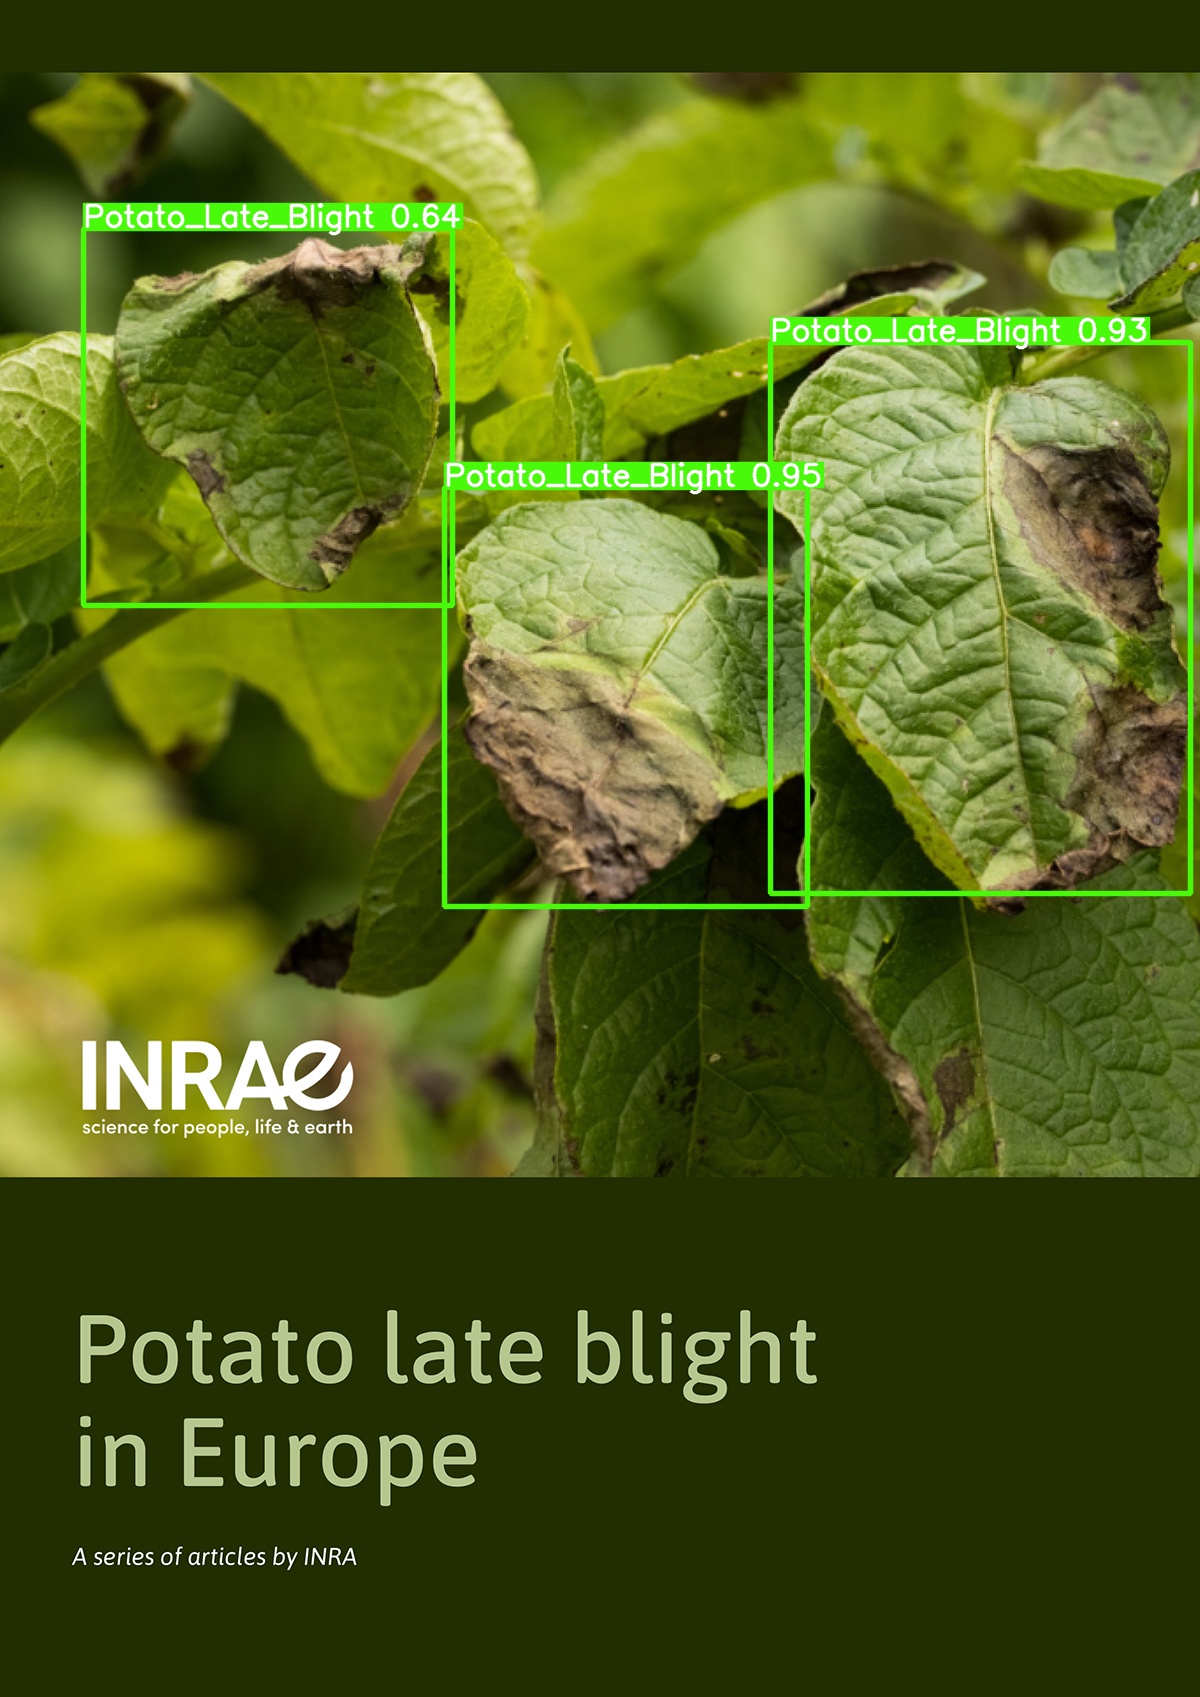 Potato_Late_Blight 0.64
Potato_Late_Blight 0.93
Potato_Late_Blight 0.95
INRAE
science for people, life & earth
Potato late blight
in Europe
A series of articles by INRA